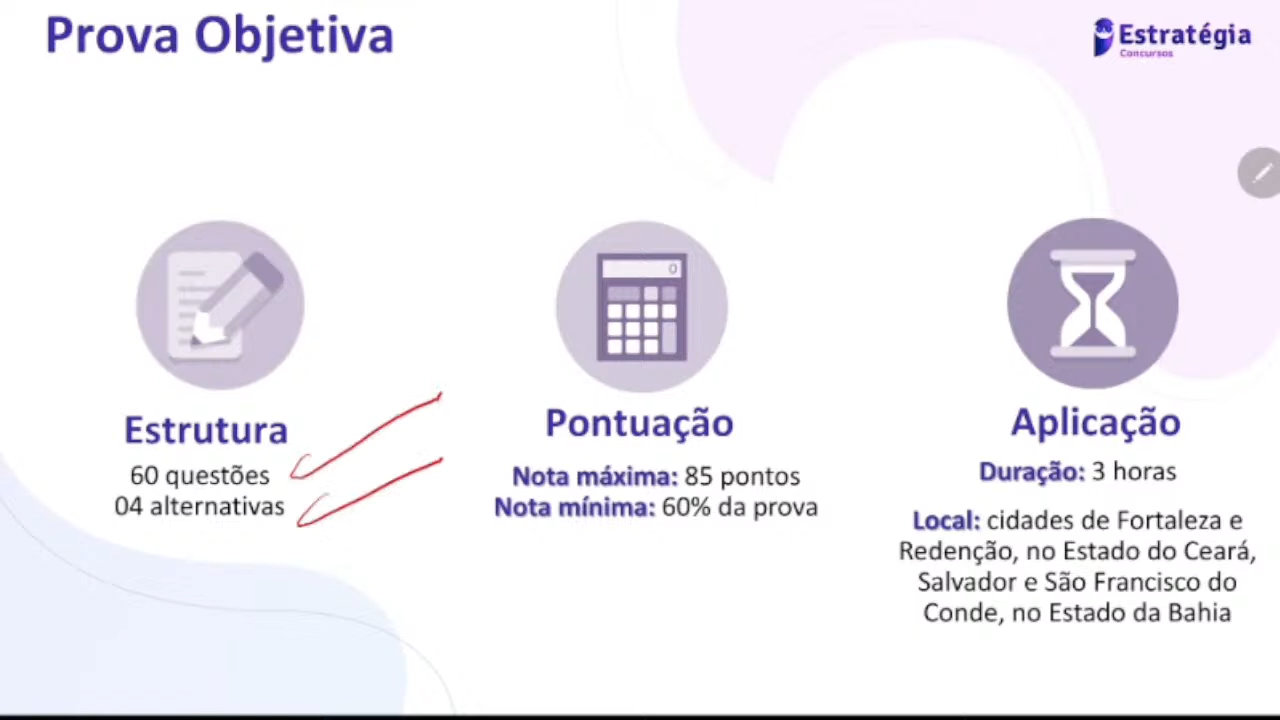 Prova Objetiva
Estratégia
Concursos
0
Estrutura
60 questões
04 alternativas
Pontuação
Nota máxima: 85 pontos
Nota mínima: 60% da prova
Aplicação
Duração: 3 horas
Local: cidades de Fortaleza e
Redenção, no Estado do Ceará,
Salvador e São Francisco do
Conde, no Estado da Bahia